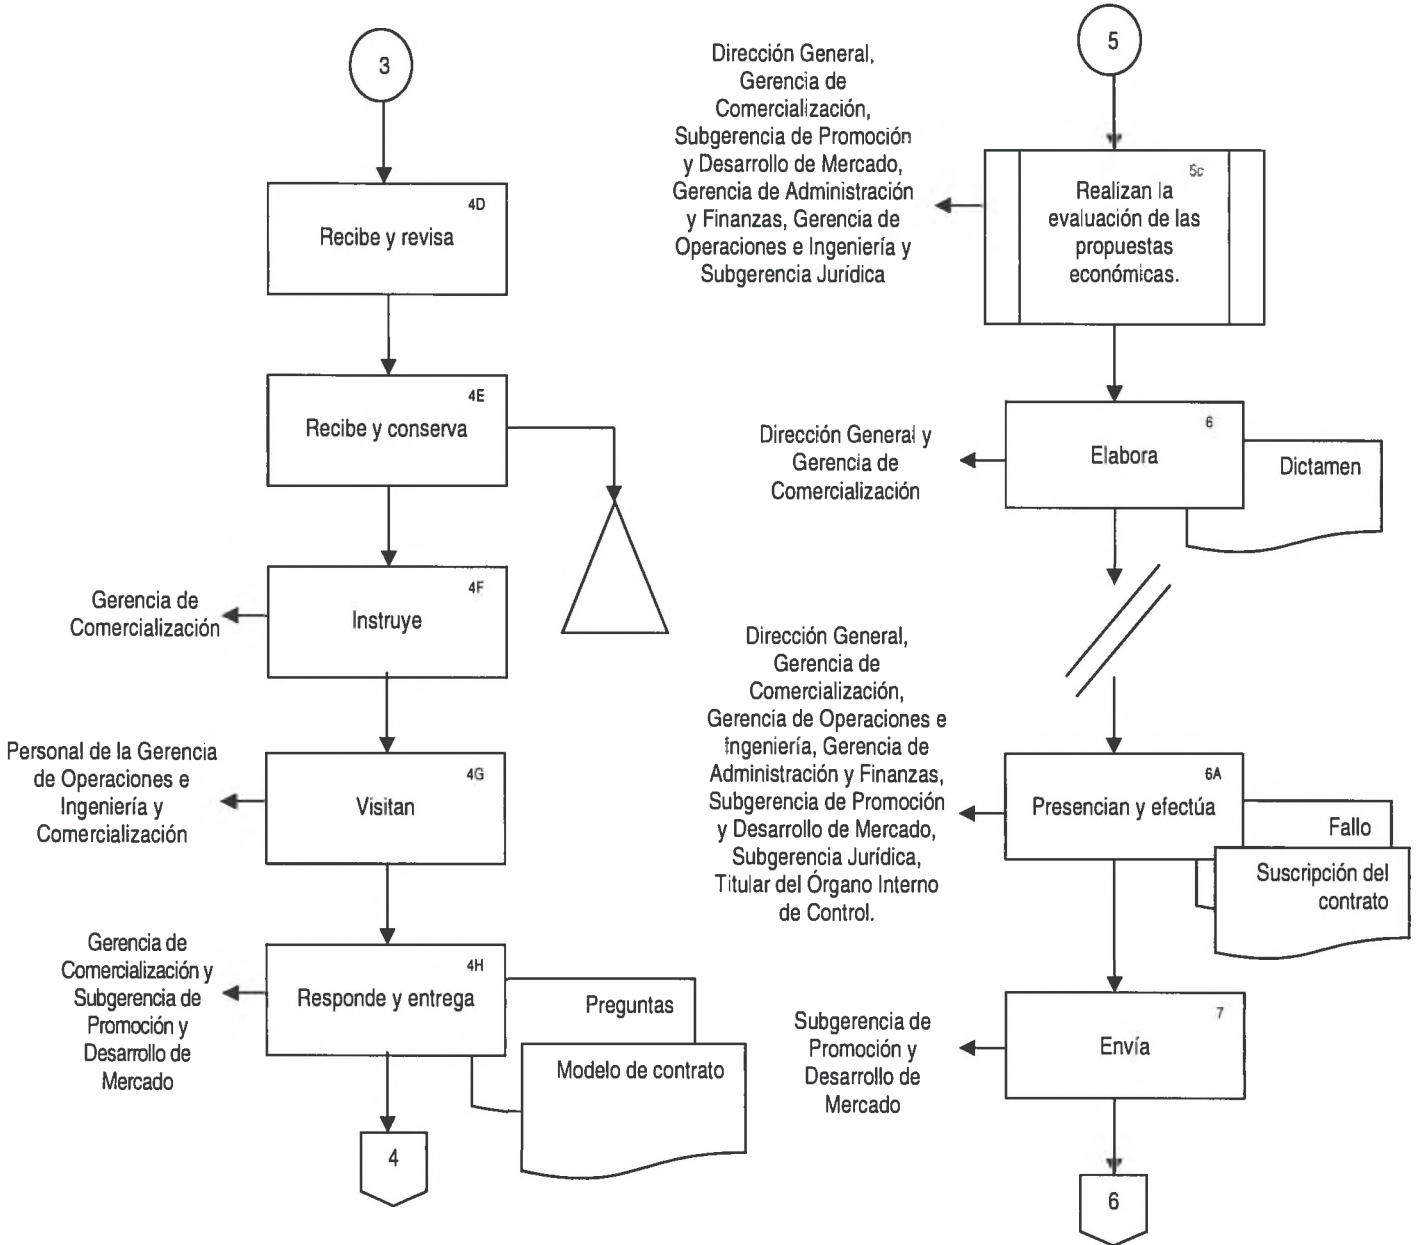 3
4D
Recibe y revisa
4E
Recibe y conserva
4F
Instruye
Gerencia de
Comercialización
4G
Visitan
Personal de la Gerencia
de Operaciones e
Ingeniería y
Comercialización
4H
Responde y entrega
Gerencia de
Comercialización y
Subgerencia de
Promoción y
Desarrollo de
Mercado
Preguntas
Modelo de contrato
4
5
Dirección General,
Gerencia de
Comercialización,
Subgerencia de Promoción
y Desarrollo de Mercado,
Gerencia de Administración
y Finanzas, Gerencia de
Operaciones e Ingeniería y
Subgerencia Jurídica
5c
Realizan la
evaluación de las
propuestas
económicas.
6
Elabora
Dirección General y
Gerencia de
Comercialización
Dictamen
Dirección General,
Gerencia de
Comercialización,
Gerencia de Operaciones e
Ingeniería, Gerencia de
Administración y Finanzas,
Subgerencia de Promoción
y Desarrollo de Mercado,
Subgerencia Jurídica,
Titular del Órgano Interno
de Control.
6A
Presencian y efectúa
Fallo
Suscripción del
contrato
7
Envía
Subgerencia de
Promoción y
Desarrollo de
Mercado
6